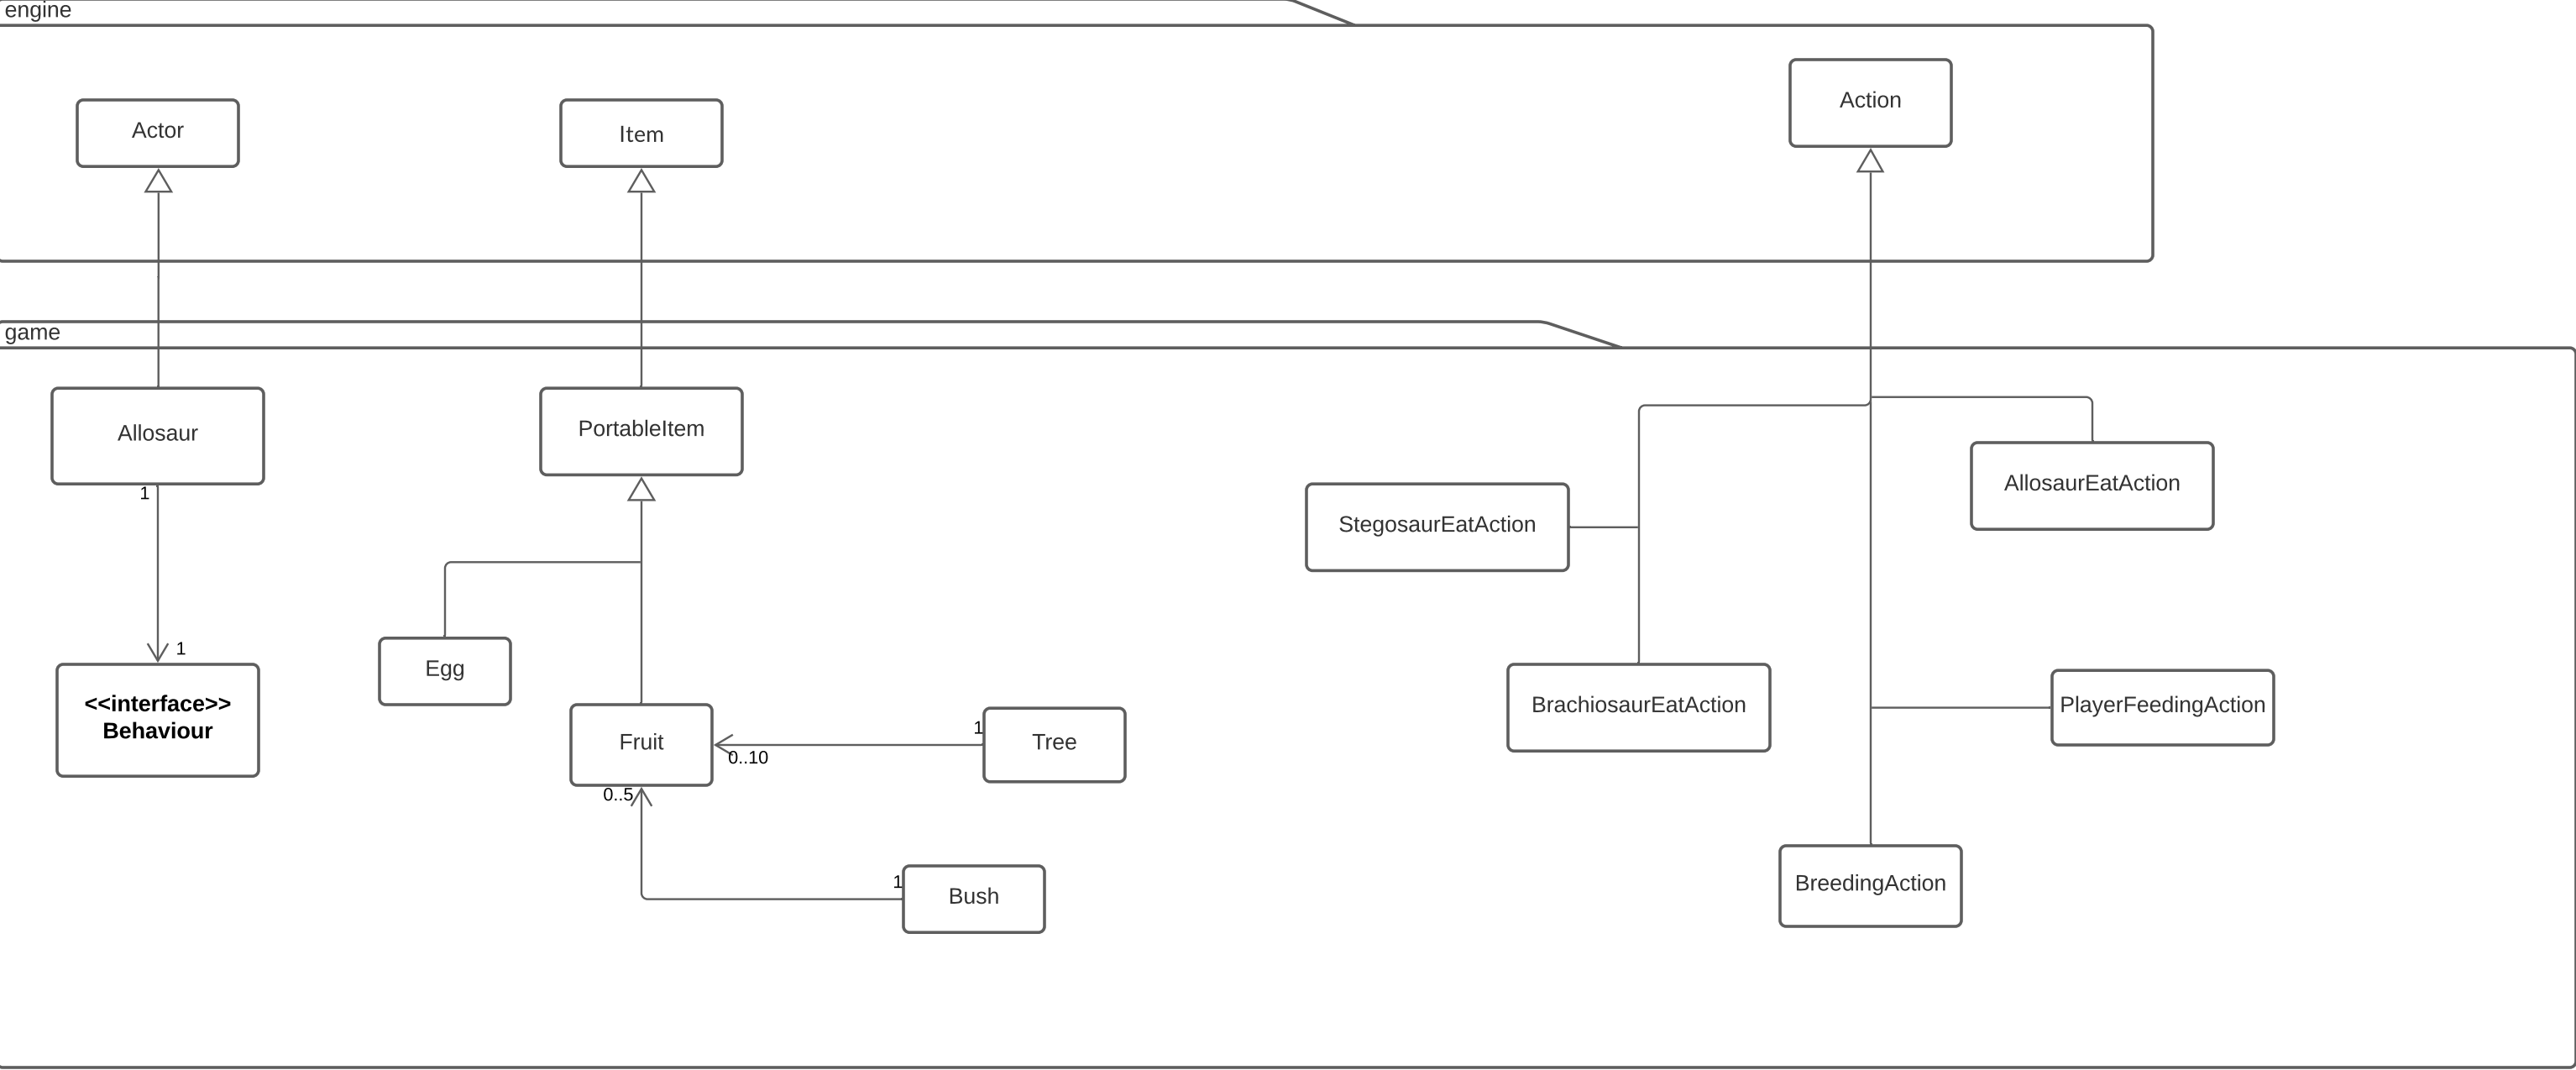 engine
Actor
Item
Action
game
Allosaur
PortableItem
1
StegosaurEatAction
AllosaurEatAction
1
<<interface>>
Behaviour
Egg
Fruit
0..10
1
Tree
BrachiosaurEatAction
PlayerFeedingAction
0..5
1
Bush
BreedingAction